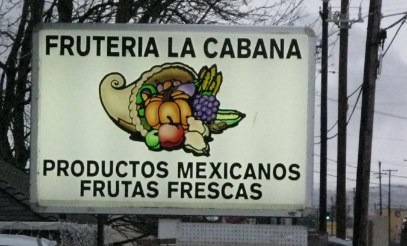 FRUTERIA LA CABANA
PRODUCTOS MEXICANOS
FRUTAS FRESCAS